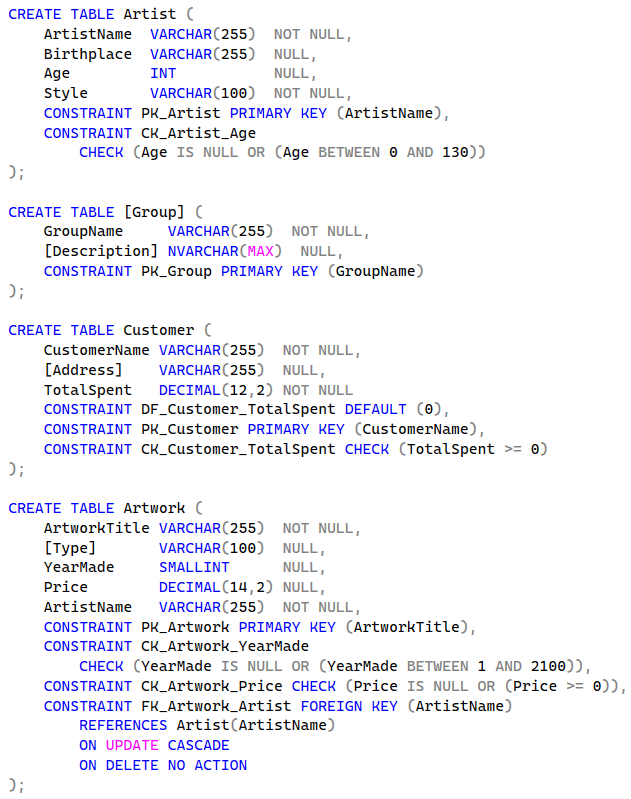 CREATE TABLE Artist (
    ArtistName  VARCHAR(255)  NOT NULL,
    Birthplace  VARCHAR(255)  NULL,
    Age         INT           NULL,
    Style       VARCHAR(100)  NOT NULL,
    CONSTRAINT PK_Artist PRIMARY KEY (ArtistName),
    CONSTRAINT CK_Artist_Age
        CHECK (Age IS NULL OR (Age BETWEEN 0 AND 130))
);

CREATE TABLE [Group] (
    GroupName     VARCHAR(255)  NOT NULL,
    [Description] NVARCHAR(MAX)  NULL,
    CONSTRAINT PK_Group PRIMARY KEY (GroupName)
);

CREATE TABLE Customer (
    CustomerName VARCHAR(255)  NOT NULL,
    [Address]    VARCHAR(255)  NULL,
    TotalSpent   DECIMAL(12,2) NOT NULL
    CONSTRAINT DF_Customer_TotalSpent DEFAULT (0),
    CONSTRAINT PK_Customer PRIMARY KEY (CustomerName),
    CONSTRAINT CK_Customer_TotalSpent CHECK (TotalSpent >= 0)
);

CREATE TABLE Artwork (
    ArtworkTitle VARCHAR(255)  NOT NULL,
    [Type]       VARCHAR(100)  NULL,
    YearMade     SMALLINT      NULL,
    Price        DECIMAL(14,2) NULL,
    ArtistName   VARCHAR(255)  NOT NULL,
    CONSTRAINT PK_Artwork PRIMARY KEY (ArtworkTitle),
    CONSTRAINT CK_Artwork_YearMade
        CHECK (YearMade IS NULL OR (YearMade BETWEEN 1 AND 2100)),
    CONSTRAINT CK_Artwork_Price CHECK (Price IS NULL OR (Price >= 0)),
    CONSTRAINT FK_Artwork_Artist FOREIGN KEY (ArtistName)
        REFERENCES Artist(ArtistName)
        ON UPDATE CASCADE
        ON DELETE NO ACTION
);